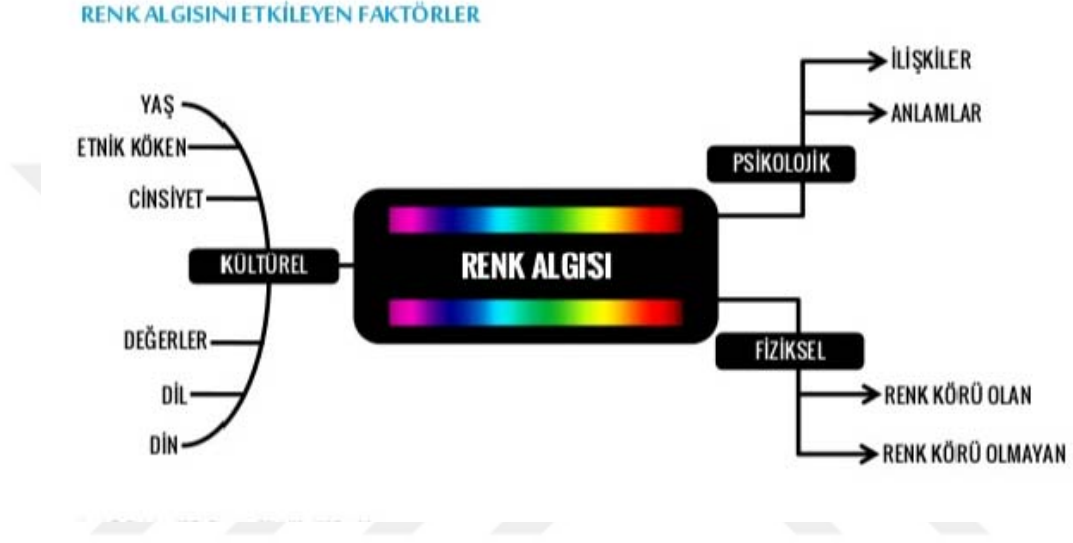 RENK ALGISINI ETKİLEYEN FAKTÖRLER
YAŞ
ETNİK KÖKEN
CİNSİYET
KÜLTÜREL
DEĞERLER
DİL
DİN
RENK ALGISI
PSİKOLOJİK
İLİŞKİLER
ANLAMLAR
FİZİKSEL
RENK KÖRÜ OLAN
RENK KÖRÜ OLMAYAN